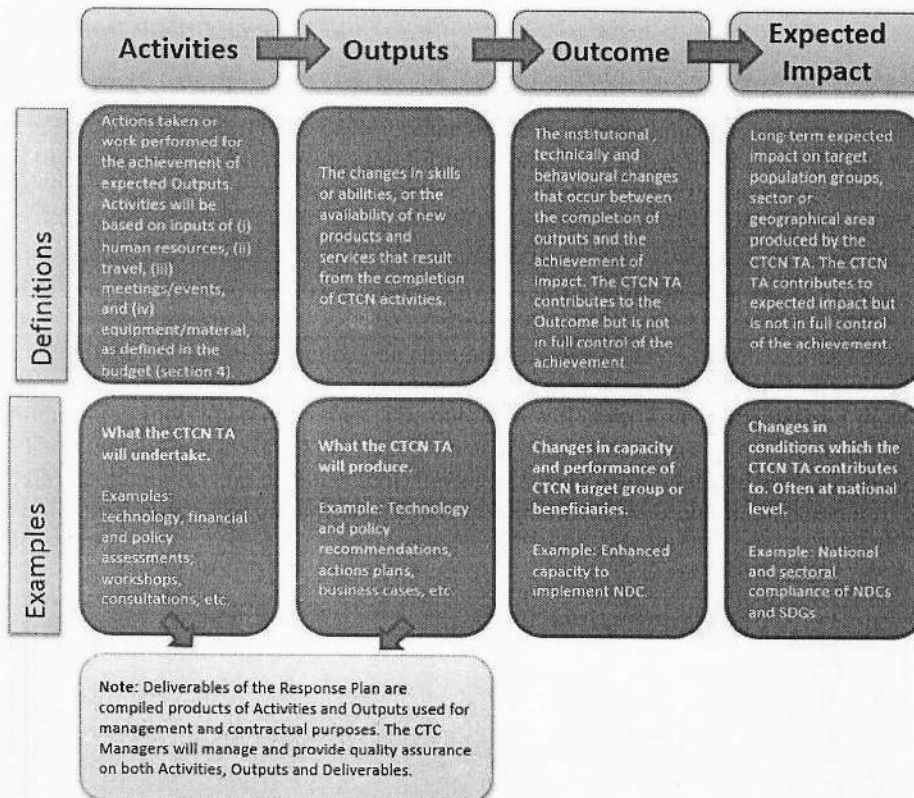 Activities
Outputs
Outcome
Expected
Impact
Definitions
Actions taken or
work performed for
the achievement of
expected Outputs.
Activities will be
based on inputs of (i)
human resources, (ii)
travel, (iii)
meetings/events,
and (iv)
equipment/material,
as defined in the
budget (section 4).
The changes in skills
or abilities, or the
availability of new
products and
services that result
from the completion
of CTCN activities.
The institutional,
technically and
behavioural changes
that occur between
the completion of
outputs and the
achievement of
impact. The CTCN TA
contributes to the
Outcome but is not
in full control of the
achievement.
Long-term expected
impact on target
population groups,
sector or
geographical area
produced by the
CTCN TA. The CTCN
TA contributes to
expected impact but
is not in full control
of the achievement.
Examples
What the CTCN TA
will undertake.
Examples:
technology, financial
and policy
assessments,
workshops,
consultations, etc.
What the CTCN TA
will produce.
Example: Technology
and policy
recommendations,
actions plans,
business cases, etc.
Changes in capacity
and performance of
CTCN target group or
beneficiaries.
Example: Enhanced
capacity to
implement NDC.
Changes in
conditions which the
CTCN TA contributes
to. Often at national
level.
Example: National
and sectoral
compliance of NDCs
and SDGs
Note: Deliverables of the Response Plan are
compiled products of Activities and Outputs used for
management and contractual purposes. The CTC
Managers will manage and provide quality assurance
on both Activities, Outputs and Deliverables.